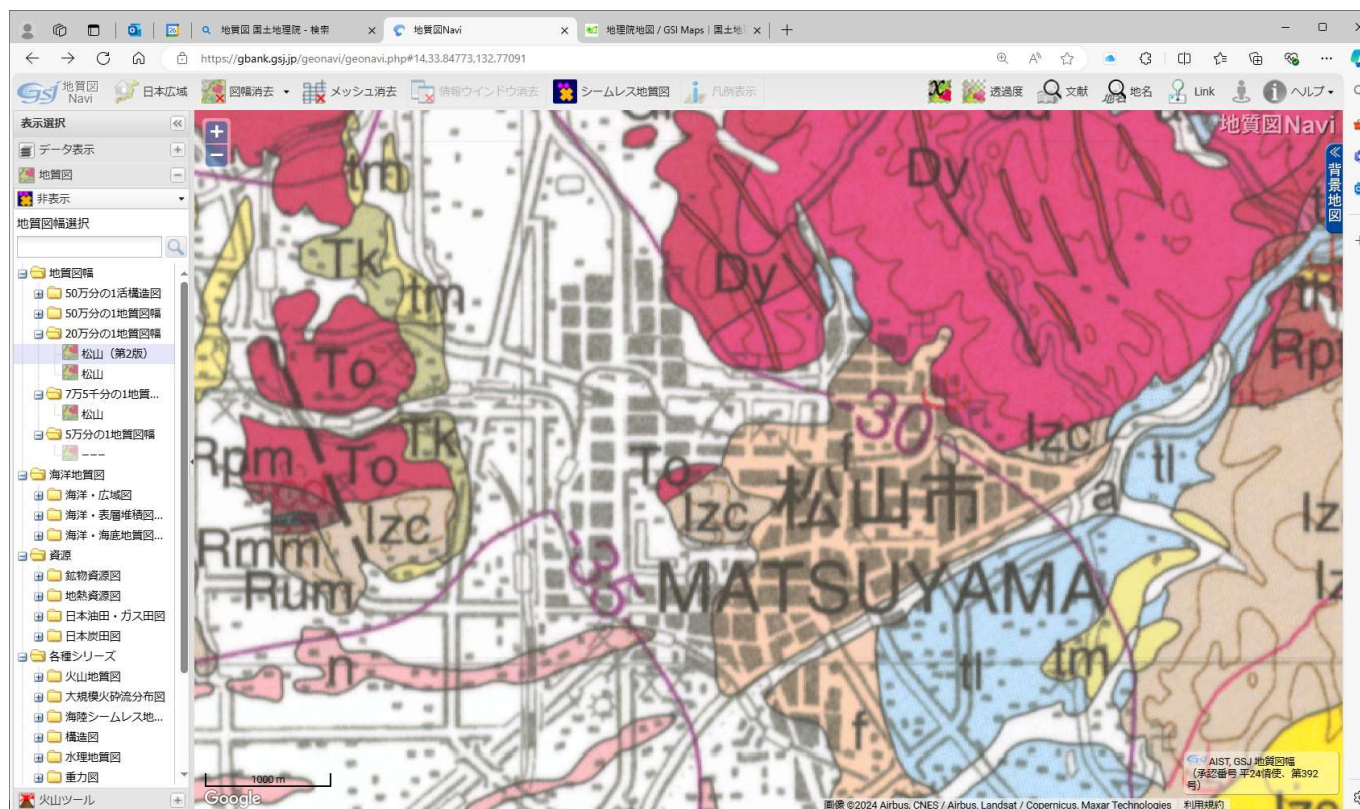 地質図 国土地理院 - 検索
地質図Navi
地理院地図 / GSI Maps | 国土地
https://gbank.gsj.jp/geonavi/geonavi.php#14,33.84773,132.77091
GSJ 地質図 Navi
日本広域
図幅消去
メッシュ消去
情報ウインドウ消去
シームレス地質図
凡例表示
透過度
文献
地名
Link
ヘルプ
表示選択
データ表示
地質図
非表示
地質図幅選択
地質図幅
50万分の1活構造図
50万分の1地質図幅
20万分の1地質図幅
松山（第2版）
松山
7万5千分の1地質...
松山
5万分の1地質図幅
---
海洋地質図
海洋・広域図
海洋・表層堆積図...
海洋・海底地質図...
資源
鉱物資源図
地熱資源図
日本油田・ガス田図
日本炭田図
各種シリーズ
火山地質図
大規模火砕流分布図
海陸シームレス地...
構造図
水理地質図
重力図
火山ツール
地質図Navi
背景地図
tm
Dy
Tk
Dy
tm
To
Rpm
-30
Tk
Rpm
To
To
Izc
f
Izc
tl
a
松山市
Izc
Rmm
Rum
-35
MATSUYAMA
n
tl
tm
f
1000 m
Google
AIST, GSJ 地質図幅
（承認番号 平24情使、第392
号）
画像 ©2024 Airbus, CNES / Airbus, Landsat / Copernicus, Maxar Technologies
利用規約